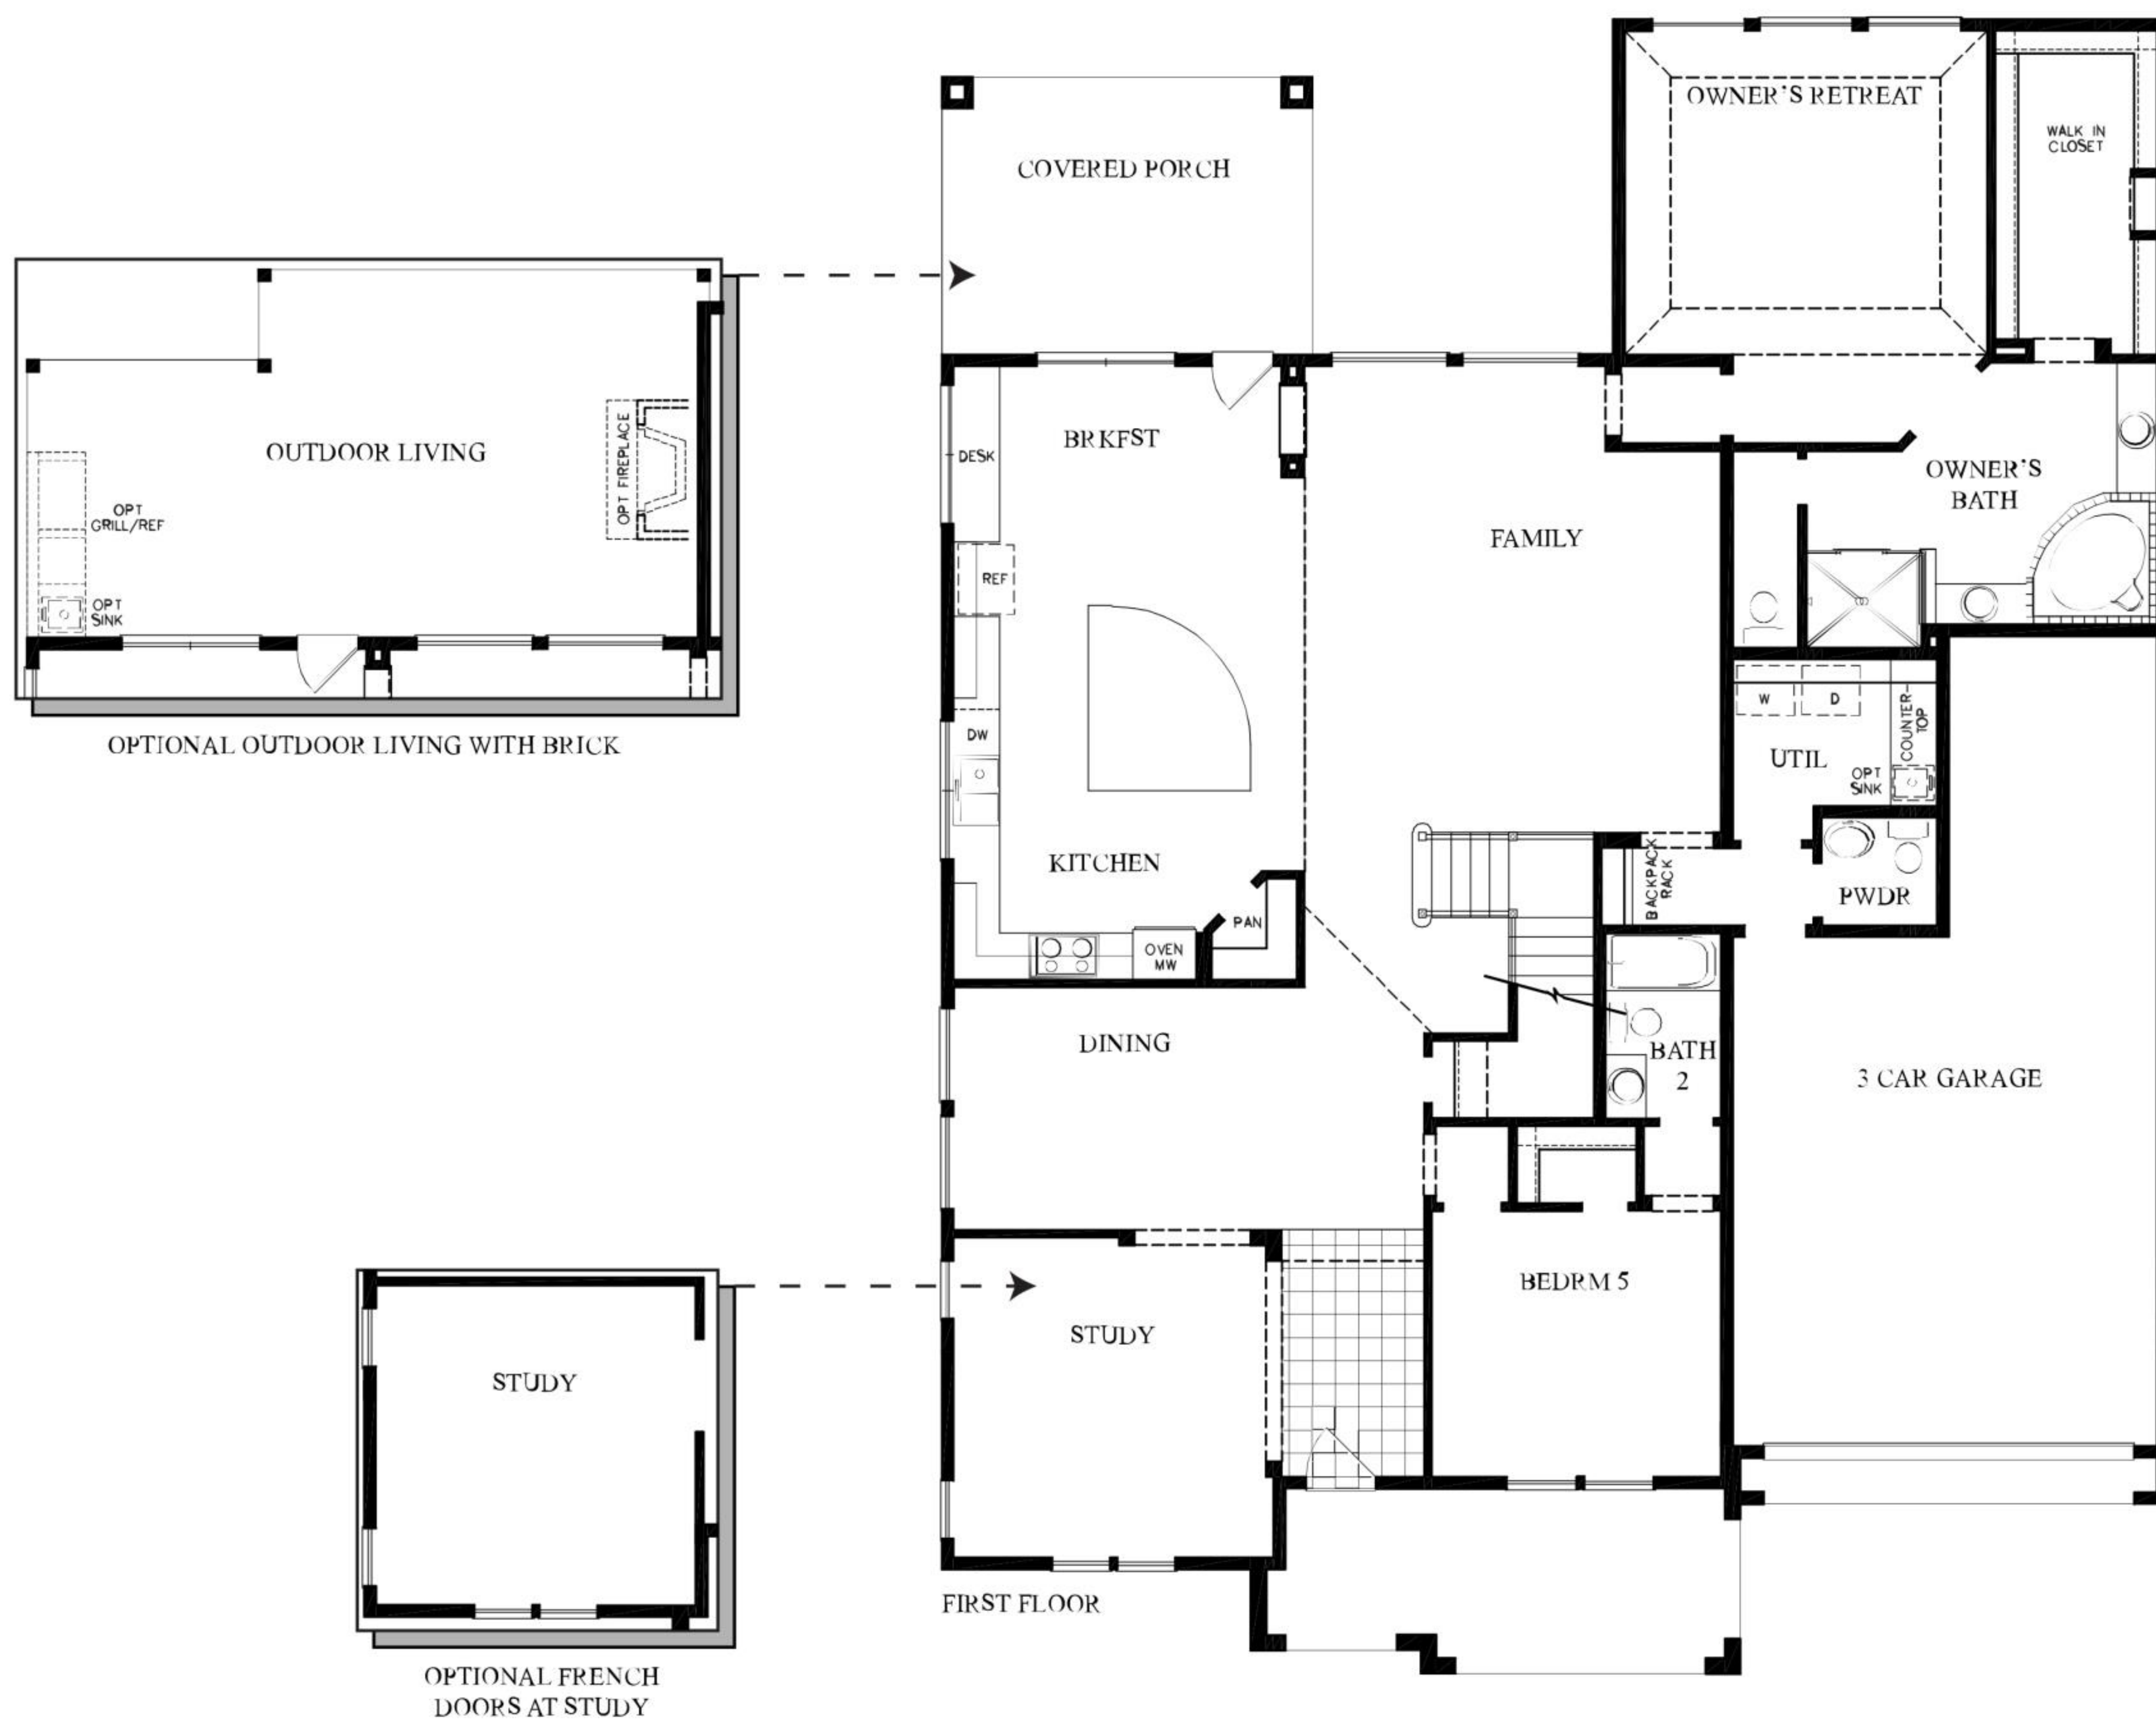 OWNER'S RETREAT
WALK IN
CLOSET
COVERED PORCH
OUTDOOR LIVING
OPT FIREPLACE
OPT
GRILL/REF
OPT
SINK
OPTIONAL OUTDOOR LIVING WITH BRICK
BRKFST
DESK
REF
FAMILY
OWNER'S
BATH
DW
W
D
COUNTER-
TOP
UTIL
OPT
SINK
KITCHEN
BACKPACK
RACK
PWDR
PAN
OVEN
MW
DINING
BATH
2
3 CAR GARAGE
BEDRM 5
STUDY
STUDY
FIRST FLOOR
OPTIONAL FRENCH
DOORS AT STUDY